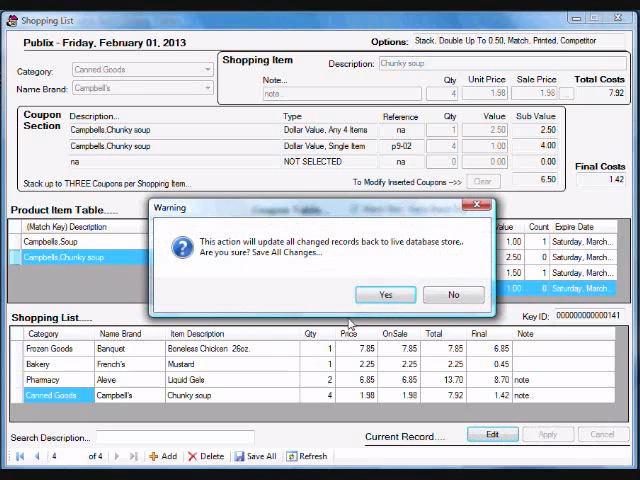 Shopping List
Publix - Friday, February 01, 2013
Options: Stack, Double Up To 0.50, Match, Printed, Competitor
Category: Canned Goods
Name Brand: Campbell's
Shopping Item
Description: Chunky soup
Note... Qty Unit Price Sale Price Total Costs
note... 4 1.98 1.98 ... 7.92
Coupon Section
Description... Type Reference Qty Value Sub Value
Campbells,Chunky soup Dollar Value, Any 4 Items na 1 2.50 2.50
Campbells,Chunky soup Dollar Value, Single Item p9-02 4 1.00 4.00
na NOT SELECTED na 0 0.00 0.00
Final Costs
Stack up to THREE Coupons per Shopping Item... To Modify Inserted Coupons -->> Clear 6.50 1.42
Product Item Table.....
(Match Key) Description Value Count Expire Date
Campbells,Soup 1.00 1 Saturday, March...
Campbells,Chunky soup 2.50 0 Saturday, March...
1.50 1 Saturday, March...
1.00 0 Saturday, March...
Warning
This action will update all changed records back to live database store..
Are you sure? Save All Changes...
Yes No
Shopping List.....
Key ID: 000000000000141
Category Name Brand Item Description Qty Price OnSale Total Final Note
Frozen Goods Banquet Boneless Chicken 26oz. 1 7.85 7.85 7.85 6.85
Bakery French's Mustard 1 2.25 2.25 2.25 0.45
Pharmacy Aleve Liquid Gels 2 6.85 6.85 13.70 8.70 note
Canned Goods Campbell's Chunky soup 4 1.98 1.98 7.92 1.42 note...
Search Description... Current Record.... Edit Apply Cancel
4 of 4 Add Delete Save All Refresh